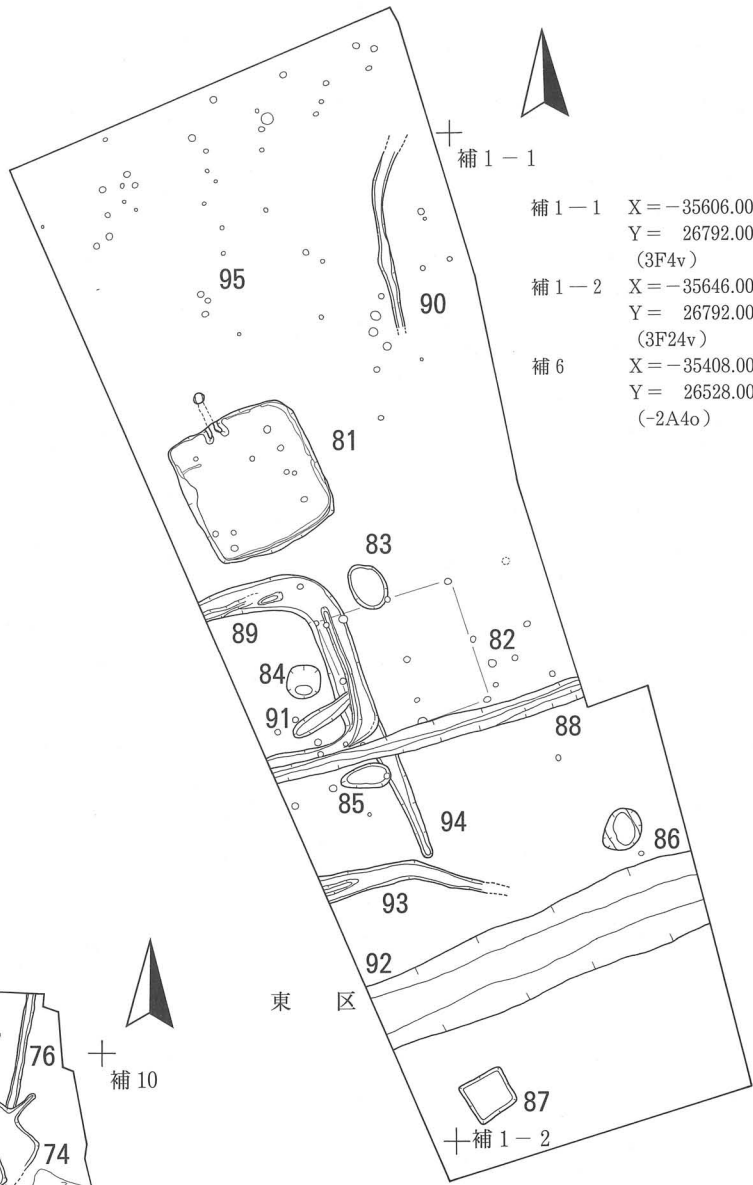 補1-1
補1-1 X=-35606.00
Y= 26792.00
(3F4v)
補1-2 X=-35646.00
Y= 26792.00
(3F24v)
補6 X=-35408.00
Y= 26528.00
(-2A4o)
95
90
81
83
89
82
84
91
88
85
94
86
93
92
東 区
76
補10
87
74
補1-2